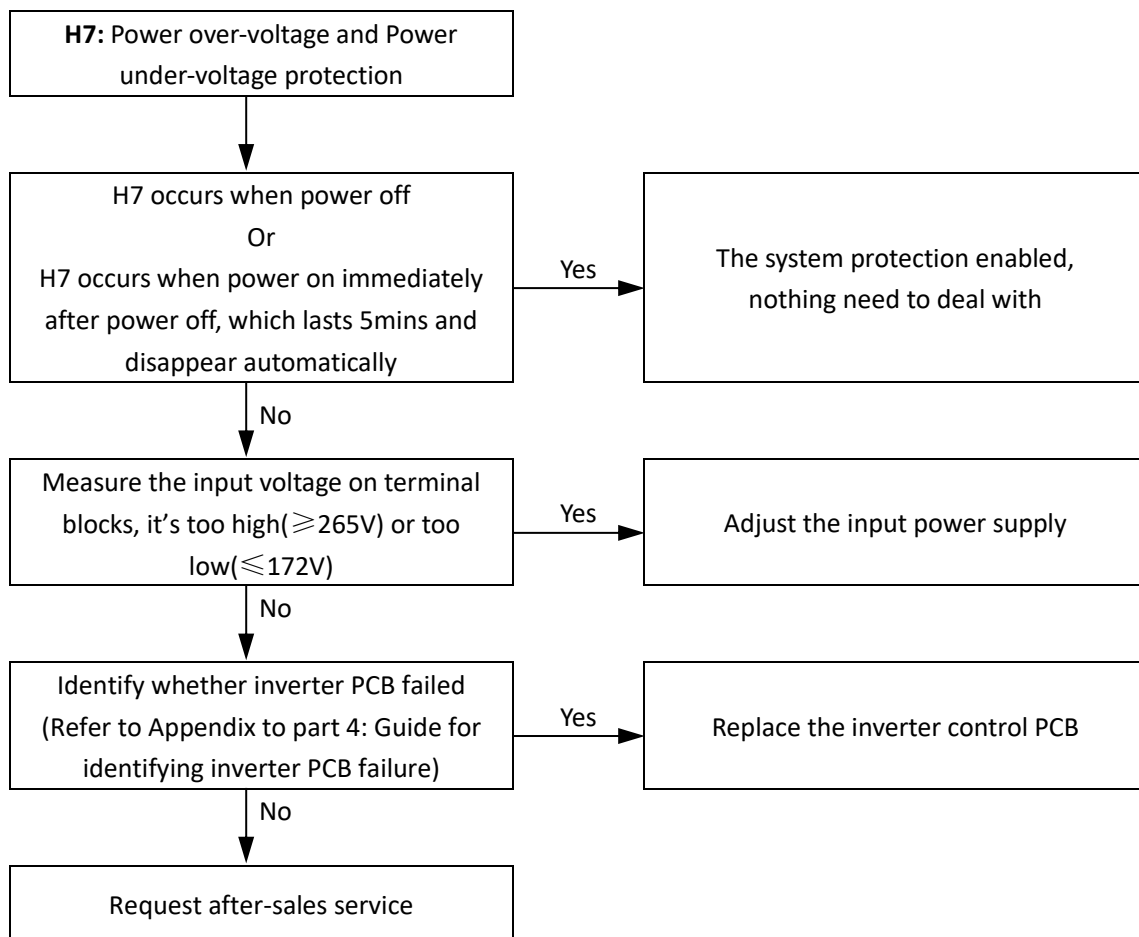 H7: Power over-voltage and Power
under-voltage protection
H7 occurs when power off
Or
H7 occurs when power on immediately
after power off, which lasts 5mins and
disappear automatically
Yes
The system protection enabled,
nothing need to deal with
No
Measure the input voltage on terminal
blocks, it’s too high(≥265V) or too
low(≤172V)
Yes
Adjust the input power supply
No
Identify whether inverter PCB failed
(Refer to Appendix to part 4: Guide for
identifying inverter PCB failure)
Yes
Replace the inverter control PCB
No
Request after-sales service